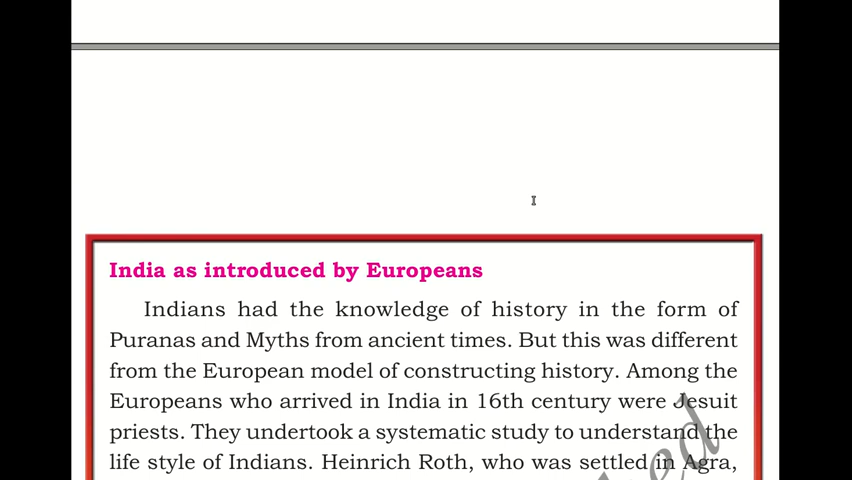 India as introduced by Europeans
Indians had the knowledge of history in the form of
Puranas and Myths from ancient times. But this was different
from the European model of constructing history. Among the
Europeans who arrived in India in 16th century were Jesuit
priests. They undertook a systematic study to understand the
life style of Indians. Heinrich Roth, who was settled in Agra,